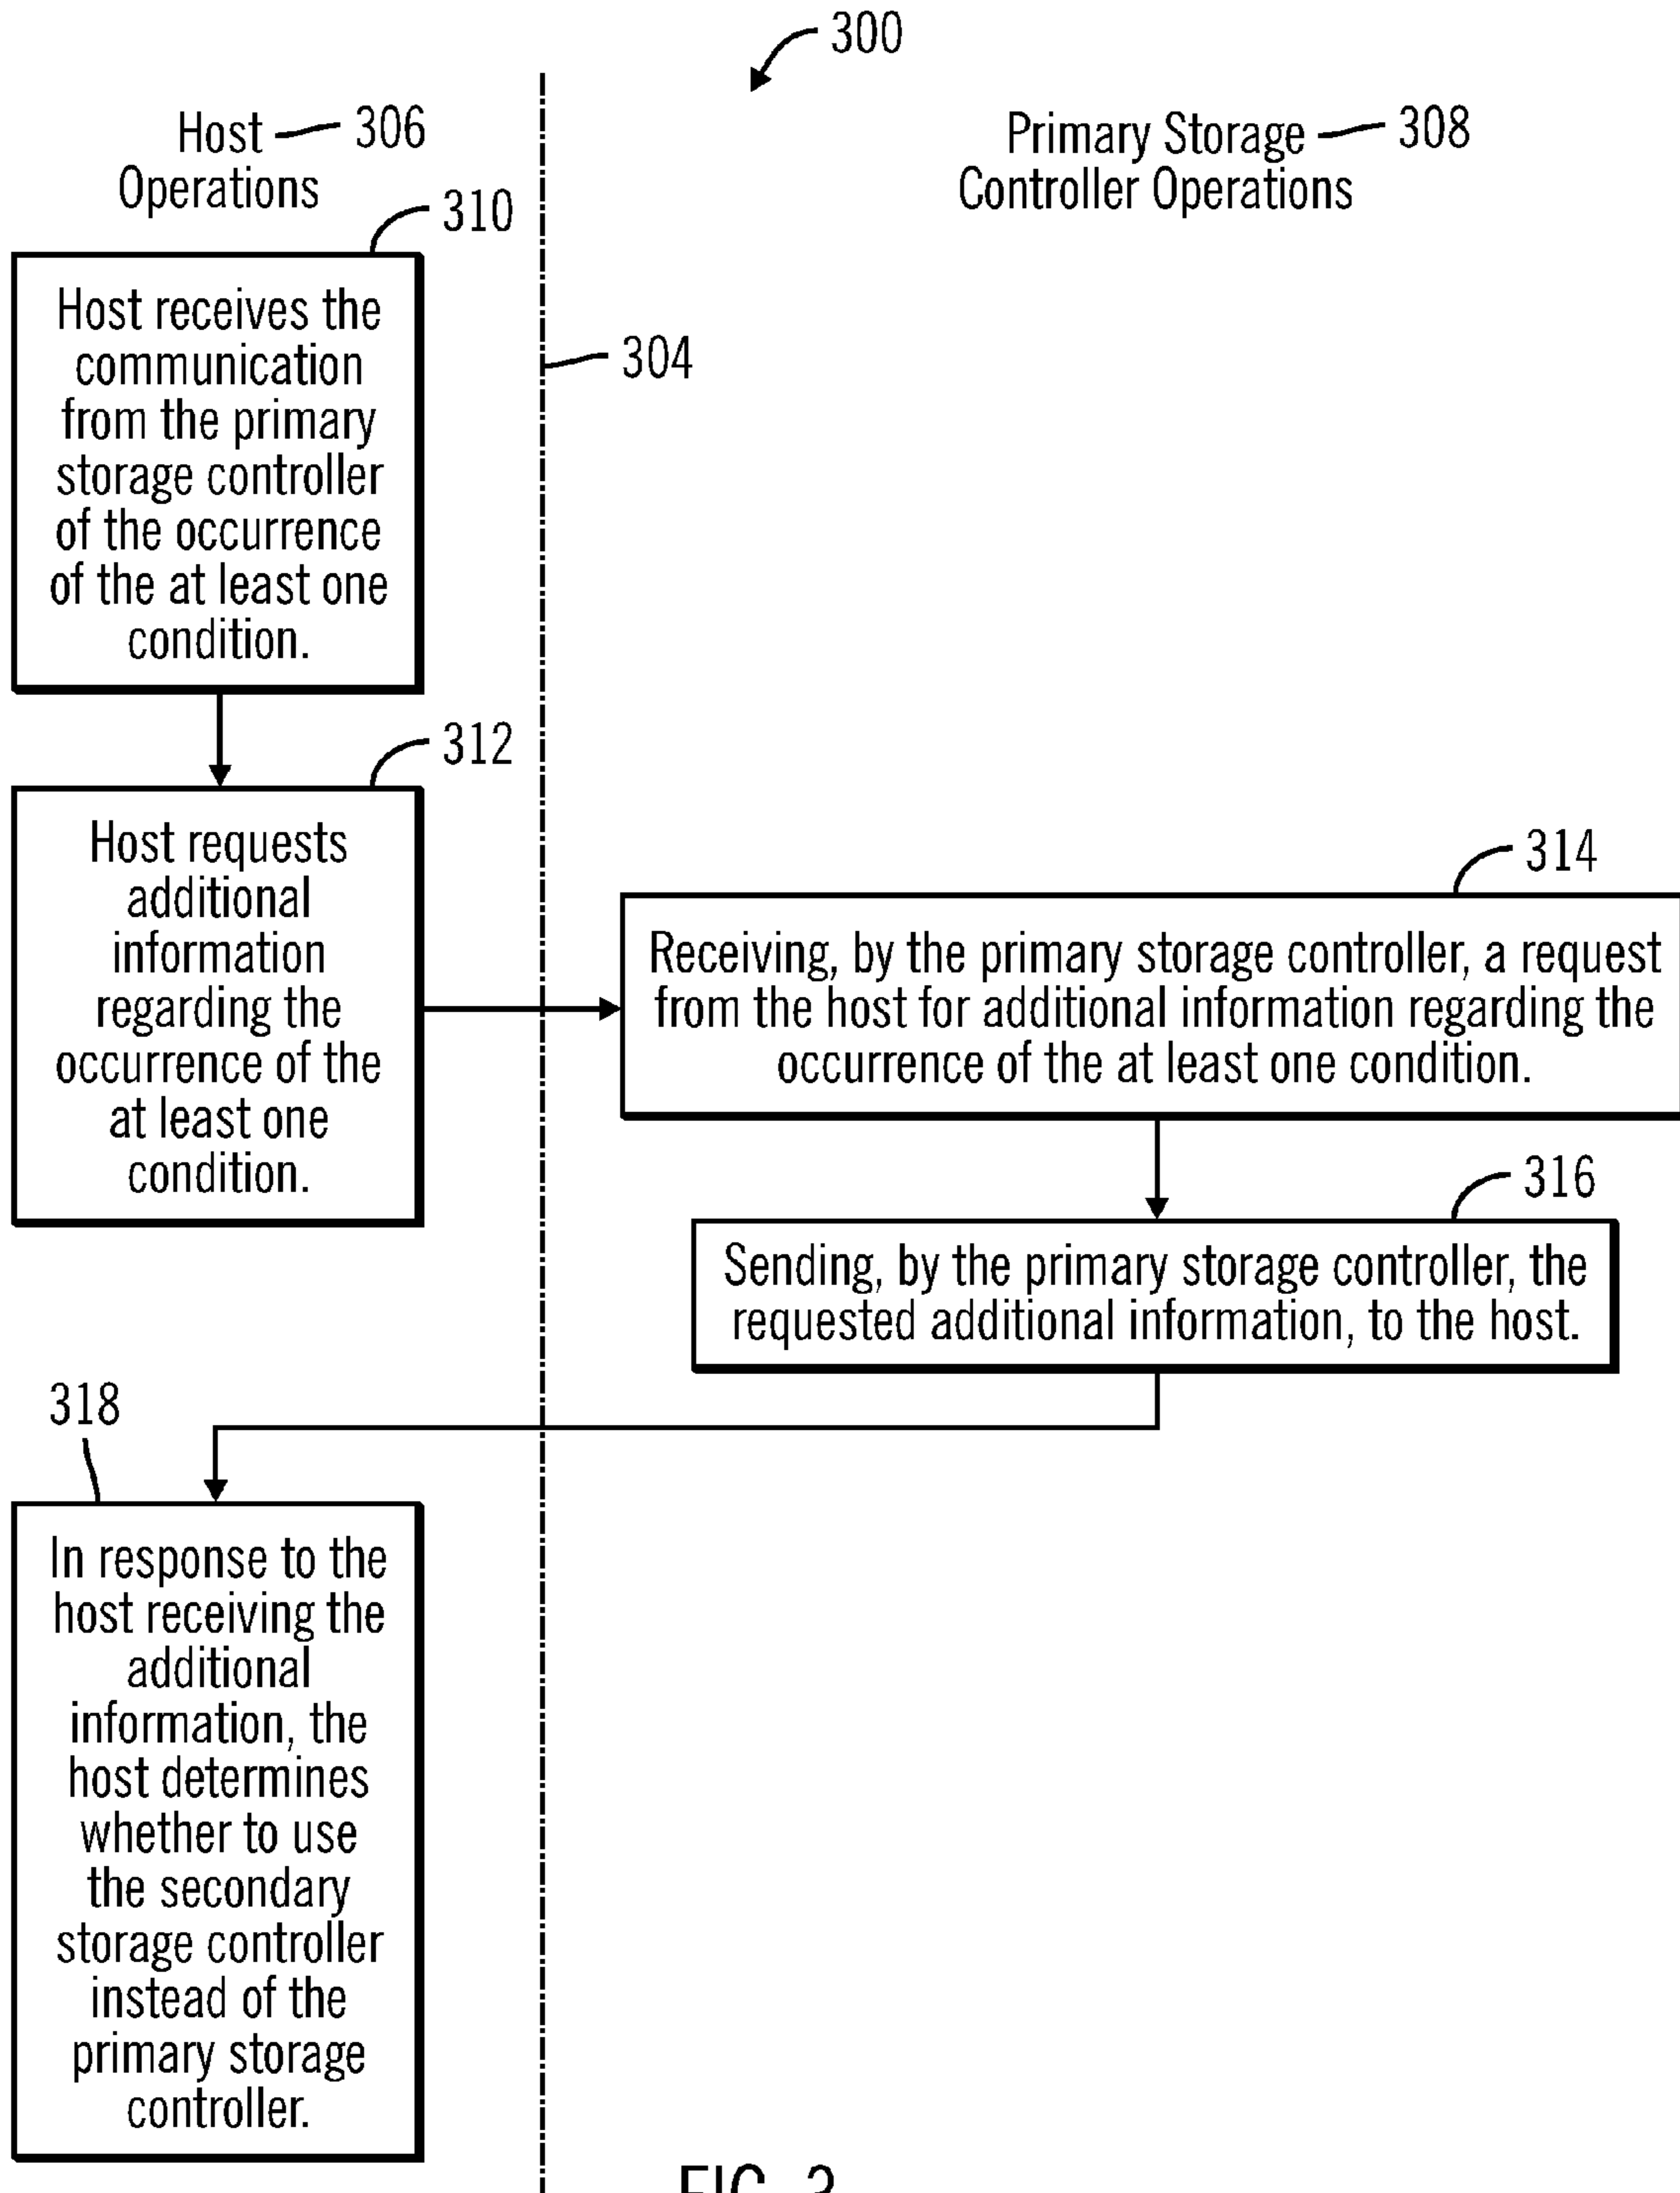 300
Host 306
Operations
Primary Storage 308
Controller Operations
310
Host receives the
communication
from the primary
storage controller
of the occurrence
of the at least one
condition.
304
312
Host requests
additional
information
regarding the
occurrence of the
at least one
condition.
314
Receiving, by the primary storage controller, a request
from the host for additional information regarding the
occurrence of the at least one condition.
316
Sending, by the primary storage controller, the
requested additional information, to the host.
318
In response to the
host receiving the
additional
information, the
host determines
whether to use
the secondary
storage controller
instead of the
primary storage
controller.
FIG. 3